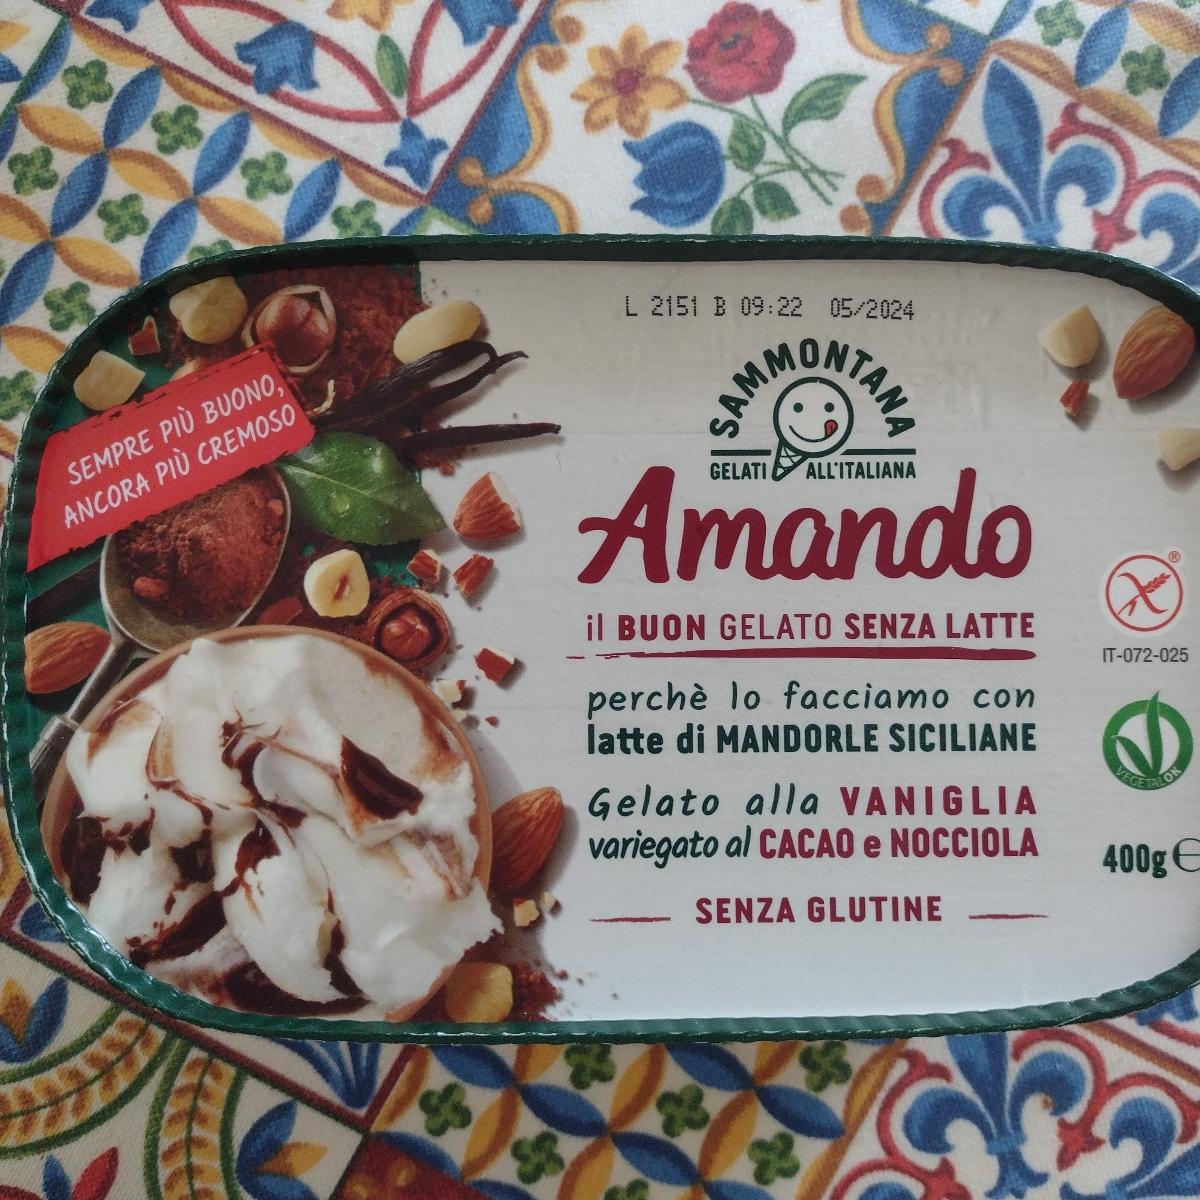 L 2151 B 09:22 05/2024
SAMMONTANA
GELATI ALL'ITALIANA
SEMPRE PIÙ BUONO,
ANCORA PIÙ CREMOSO
Amando
il BUON GELATO SENZA LATTE
perchè lo facciamo con
latte di MANDORLE SICILIANE
Gelato alla VANIGLIA
variegato al CACAO e NOCCIOLA
SENZA GLUTINE
®
IT-072-025
VEGETALOK
400g ℮